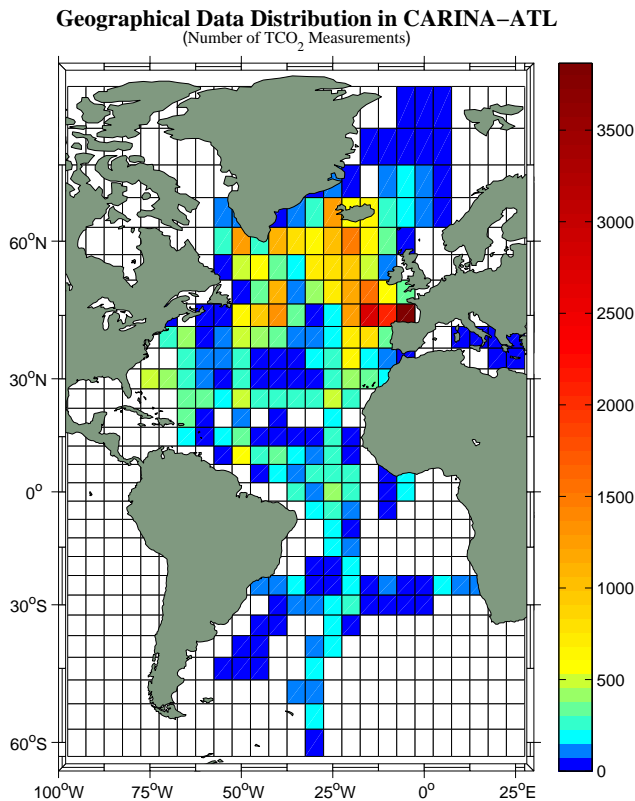 Geographical Data Distribution in CARINA−ATL
(Number of TCO2 Measurements)
60°N
30°N
0°
30°S
60°S
100°W 75°W 50°W 25°W 0° 25°E
3500
3000
2500
2000
1500
1000
500
0